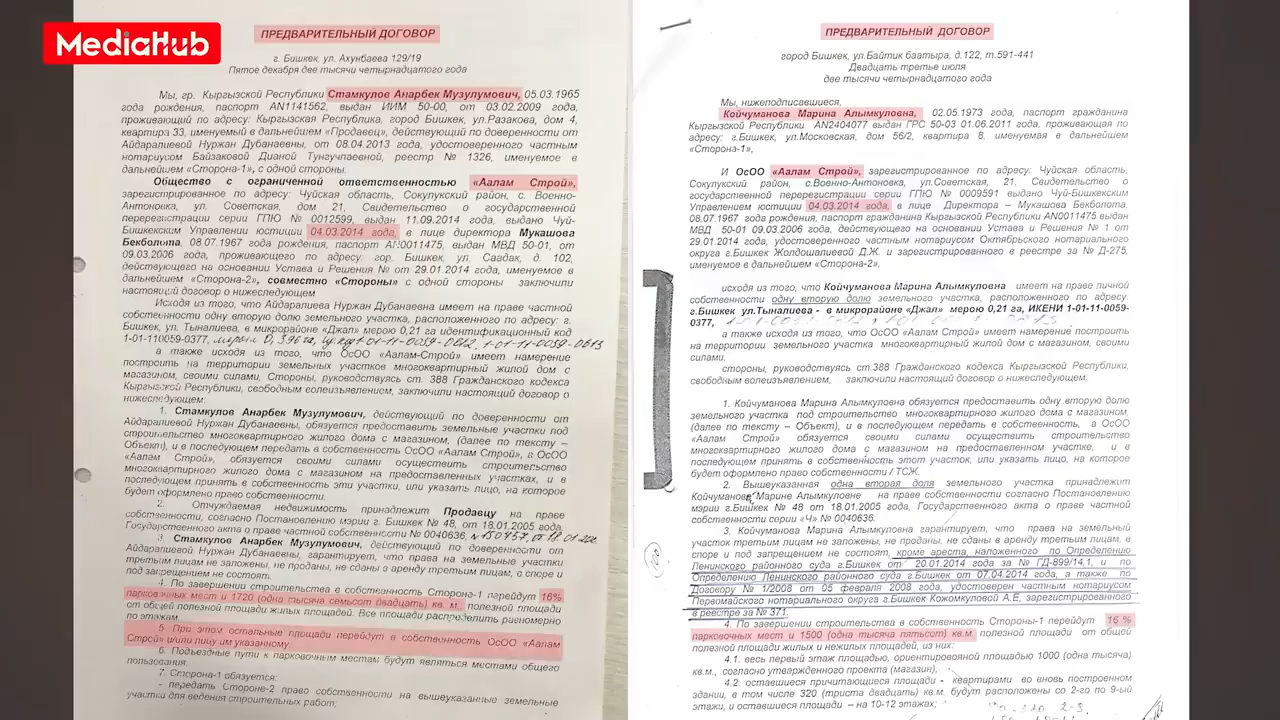 MediaHub
ПРЕДВАРИТЕЛЬНЫЙ ДОГОВОР
г. Бишкек, ул. Ахунбаева 129/19
Пятое декабря две тысячи четырнадцатого года
Мы, гр. Кыргызской Республики Стамкулов Анарбек Музулумович, 05.03.1965
года рождения, паспорт AN1141562, выдан ИИМ 50-00, от 03.02.2009 года,
проживающий по адресу: Кыргызская Республика, город Бишкек, ул.Разакова, дом 4,
квартира 33, именуемый в дальнейшем «Продавец», действующий по доверенности от
Айдаралиевой Нуржан Дубанаевны, от 08.04.2013 года, удостоверенного частным
нотариусом Байзаковой Дианой Тунгучпаевной, реестр № 1326, именуемое в
дальнейшем «Сторона-1», с одной стороны.
Общество с ограниченной ответственностью «Аалам Строй»,
зарегистрированное по адресу: Чуйская область, Сокулукский район, с. Военно-
Антоновка, ул. Советская, дом 21, Свидетельство о государственной
перерегистрации серии ГПЮ № 0012599, выдан 11.09.2014 года, выдано Чуй-
Бишкекским Управлении юстиции 04.03.2014 года, в лице директора Мукашова
Бекболота, 08.07.1967 года рождения, паспорт AN0011475, выдан МВД 50-01, от
09.03.2006 года, проживающего по адресу: гор. Бишкек, ул. Саадак, д. 102,
действующего на основании Устава и Решения № от 29.01.2014 года, именуемое в
дальнейшем «Сторона-2», совместно «Стороны» с одной стороны заключили
настоящий договор о нижеследующем
Исходя из того, что Айдаралиева Нуржан Дубанаевна имеет на праве частной
собственности одну вторую долю земельного участка, расположенного по адресу: г.
Бишкек, ул. Тыналиева, в микрорайоне «Джал» мерою 0,21 га идентификационный код
1-01-110059-0377, мерою 0,396 га, 1-01-11-0059-0612, 1-01-11-0059-0613
а также исходя из того, что ОсОО «Аалам-Строй» имеет намерение
построить на территории земельных участков многоквартирный жилой дом с
магазином, своими силами, Стороны, руководствуясь ст. 388 Гражданского кодекса
Кыргызской Республики, свободным волеизъявлением, заключили настоящий договор о
нижеследующем:
1. Стамкулов Анарбек Музулумович, действующий по доверенности от
Айдаралиевой Нуржан Дубанаевны, обязуется предоставить земельные участки под
строительство многоквартирного жилого дома с магазином, (далее по тексту –
Объект), и в последующем передать в собственность ОсОО «Аалам Строй», а ОсОО
«Аалам Строй», обязуется своими силами осуществить строительство
многоквартирного жилого дома с магазином на предоставленных участках, и в
последующем принять в собственность эти участки, или указать лицо, на которое
будет оформлено право собственности.
2. Отчуждаемая недвижимость принадлежит Продавцу на праве
собственности, согласно Постановления мэрии г. Бишкек № 48, от 18.01.2005 года,
Государственного акта о праве частной собственности № 0040636,
3. Стамкулов Анарбек Музулумович, действующий по доверенности от
Айдаралиевой Нуржан Дубанаевны, гарантирует, что права на земельные участки
третьим лицам не заложены, не проданы, не сданы в аренду третьим лицам, в споре и
под запрещением не состоят.
4. По завершении строительства в собственность Сторона-1 перейдут 16%
парковочных мест и 1720 (одна тысяча семьсот двадцать) кв. м., полезной площади
от общей полезной площади жилых площадей. Все площади распределить равномерно
по этажам.
5. При этом остальные площади перейдут в собственность ОсОО «Аалам
Строй» и/или лицу им указанному.
6. Подъездные пути к парковочным местам будут являться местами общего
пользования.
7. Сторона-1 обязуется:
- передать Стороне-2 право собственности на вышеуказанные земельные
участки для ведения строительных работ;
ПРЕДВАРИТЕЛЬНЫЙ ДОГОВОР
город Бишкек, ул.Байтик баатыра, д.122, т.591-441
Двадцать третье июля
две тысячи четырнадцатого года
Мы, нижеподписавшиеся,
Койчуманова Марина Алымкуловна, 02.05.1973 года, паспорт гражданина
Кыргызской Республики AN2404077 выдан ГРС 50-03 01.06.2011 года, проживающая по
адресу: г.Бишкек, ул.Московская, дом 56/2, квартира 8, именуемая в дальнейшем
«Сторона-1»,
И ОсОО «Аалам Строй», зарегистрированное по адресу: Чуйская область,
Сокулукский район, с.Военно-Антоновка, ул.Советская, 21. Свидетельство о
государственной перерегистрации серии ГПЮ № 0009591 выдано Чуй-Бишкекским
Управлением юстиции 04.03.2014 года, в лице Директора – Мукашова Бекболота,
08.07.1967 года рождения, паспорт гражданина Кыргызской Республики AN0011475 выдан
МВД 50-01 09.03.2006 года, действующего на основании Устава и Решения № 1 от
29.01.2014 года, удостоверенного частным нотариусом Октябрьского нотариального
округа г.Бишкек Жолдошалиевой Д.Ж. и зарегистрированного в реестре за № Д-275,
именуемое в дальнейшем «Сторона-2»,
исходя из того, что Койчуманова Марина Алымкуловна имеет на праве личной
собственности одну вторую долю земельного участка, расположенного по адресу:
г.Бишкек ул.Тыналиева - в микрорайоне «Джал» мерою 0,21 га, ИКЕНИ 1-01-11-0059-
0377,
а также исходя из того, что ОсОО «Аалам Строй» имеет намерение построить
на территории земельного участка многоквартирный жилой дом с магазином, своими
силами,
стороны, руководствуясь ст.388 Гражданского кодекса Кыргызской Республики,
свободным волеизъявлением, заключили настоящий договор о нижеследующем:
1. Койчуманова Марина Алымкуловна обязуется предоставить одну вторую долю
земельного участка под строительство многоквартирного жилого дома с магазином,
(далее по тексту – Объект), и в последующем передать в собственность, а ОсОО
«Аалам Строй» обязуется своими силами осуществить строительство
многоквартирного жилого дома с магазином на предоставленном участке, и в
последующем принять в собственность этот участок, или указать лицо, на которое
будет оформлено право собственности / ТСЖ.
2. Вышеуказанная одна вторая доля земельного участка принадлежит
Койчумановой Марине Алымкуловне на праве собственности согласно Постановления
мэрии г.Бишкек № 48 от 18.01.2005 года, Государственного акта о праве частной
собственности серии «Ч» № 0040636.
3. Койчуманова Марина Алымкуловна гарантирует, что права на земельный
участок третьим лицам не заложены, не проданы, не сданы в аренду третьим лицам, в
споре и под запрещением не состоят, кроме ареста, наложенного по Определению
Ленинского районного суда г.Бишкек от 20.01.2014 года за № ГД-899/14,1, и по
Определению Ленинского районного суда г.Бишкек от 07.04.2014 года, а также по
Договору № 1/2008 от 05 февраля 2008 года, удостоверен частным нотариусом
Первомайского нотариального округа г.Бишкек Кожомкуловой А.Е, зарегистрированного
в реестре за № 371.
4. По завершении строительства в собственность Стороны-1 перейдут 16 %
парковочных мест и 1500 (одна тысяча пятьсот) кв.м. полезной площади от общей
полезной площади жилых и нежилых площадей, из них:
4.1. весь первый этаж площадью, ориентировочной площадью 1000 (одна тысяча)
кв.м., согласно утвержденного проекта (магазин),
4.2. оставшиеся причитающиеся площади - квартирами во вновь построенном
здании, в том числе 320 (триста двадцать) кв.м. будут расположены со 2-го по 9-ый
этажи, и оставшиеся площади – на 10-12 этажах;